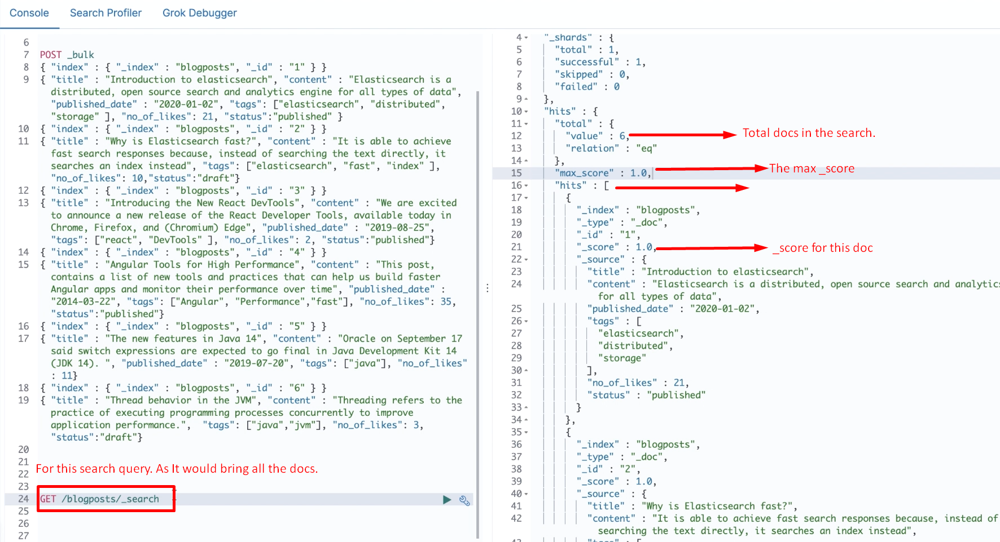 Console Search Profiler Grok Debugger
6
7 POST _bulk
8 { "index" : { "_index" : "blogposts", "_id" : "1" } }
9 { "title" : "Introduction to elasticsearch", "content" : "Elasticsearch is a
distributed, open source search and analytics engine for all types of data",
"published_date" : "2020-01-02", "tags": ["elasticsearch", "distributed",
"storage" ], "no_of_likes": 21, "status":"published" }
10 { "index" : { "_index" : "blogposts", "_id" : "2" } }
11 { "title" : "Why is Elasticsearch fast?", "content" : "It is able to achieve
fast search responses because, instead of searching the text directly, it
searches an index instead", "tags": ["elasticsearch", "fast", "index" ],
"no_of_likes": 10,"status":"draft"}
12 { "index" : { "_index" : "blogposts", "_id" : "3" } }
13 { "title" : "Introducing the New React DevTools", "content" : "We are excited
to announce a new release of the React Developer Tools, available today in
Chrome, Firefox, and (Chromium) Edge", "published_date" : "2019-08-25",
"tags": ["react", "DevTools" ], "no_of_likes": 2, "status":"published"}
14 { "index" : { "_index" : "blogposts", "_id" : "4" } }
15 { "title" : "Angular Tools for High Performance", "content" : "This post,
contains a list of new tools and practices that can help us build faster
Angular apps and monitor their performance over time", "published_date" :
"2014-03-22", "tags": ["Angular", "Performance","fast"], "no_of_likes": 35,
"status":"published"}
16 { "index" : { "_index" : "blogposts", "_id" : "5" } }
17 { "title" : "The new features in Java 14", "content" : "Oracle on September 17
said switch expressions are expected to go final in Java Development Kit 14
(JDK 14). ", "published_date" : "2019-07-20", "tags": ["java"], "no_of_likes"
: 11}
18 { "index" : { "_index" : "blogposts", "_id" : "6" } }
19 { "title" : "Thread behavior in the JVM", "content" : "Threading refers to the
practice of executing programming processes concurrently to improve
application performance.", "tags": ["java","jvm"], "no_of_likes": 3,
"status":"draft"}
20
21
For this search query. As It would bring all the docs.
22
23
24 GET /blogposts/_search
25
26
27
4 "_shards" : {
5 "total" : 1,
6 "successful" : 1,
7 "skipped" : 0,
8 "failed" : 0
9 },
10 "hits" : {
11 "total" : {
12 "value" : 6, Total docs in the search.
13 "relation" : "eq"
14 },
15 "max_score" : 1.0, The max _score
16 "hits" : [
17 {
18 "_index" : "blogposts",
19 "_type" : "_doc",
20 "_id" : "1",
21 "_score" : 1.0, _score for this doc
22 "_source" : {
23 "title" : "Introduction to elasticsearch",
24 "content" : "Elasticsearch is a distributed, open source search and analytics
for all types of data",
25 "published_date" : "2020-01-02",
26 "tags" : [
27 "elasticsearch",
28 "distributed",
29 "storage"
30 ],
31 "no_of_likes" : 21,
32 "status" : "published"
33 }
34 },
35 {
36 "_index" : "blogposts",
37 "_type" : "_doc",
38 "_id" : "2",
39 "_score" : 1.0,
40 "_source" : {
41 "title" : "Why is Elasticsearch fast?",
42 "content" : "It is able to achieve fast search responses because, instead of
searching the text directly, it searches an index instead",